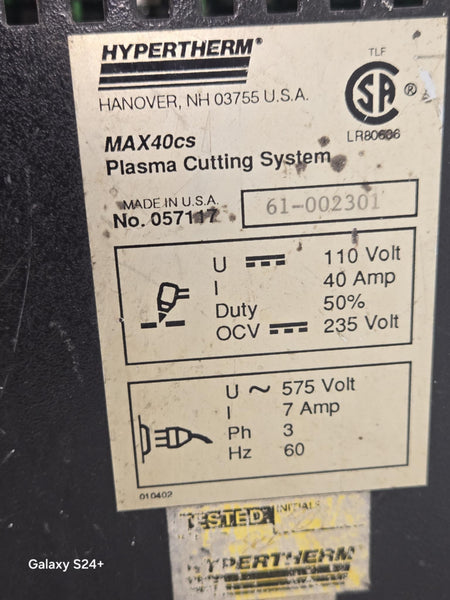 HYPERTHERM®
HANOVER, NH 03755 U.S.A.
TLF
SA ®
LR80606
MAX40cs
Plasma Cutting System
MADE IN U.S.A.
No. 057117
61-002301
U 110 Volt
I 40 Amp
Duty 50%
OCV 235 Volt
U ~ 575 Volt
I 7 Amp
Ph 3
Hz 60
010402
TESTED INITIALS
HYPERTHERM
Galaxy S24+